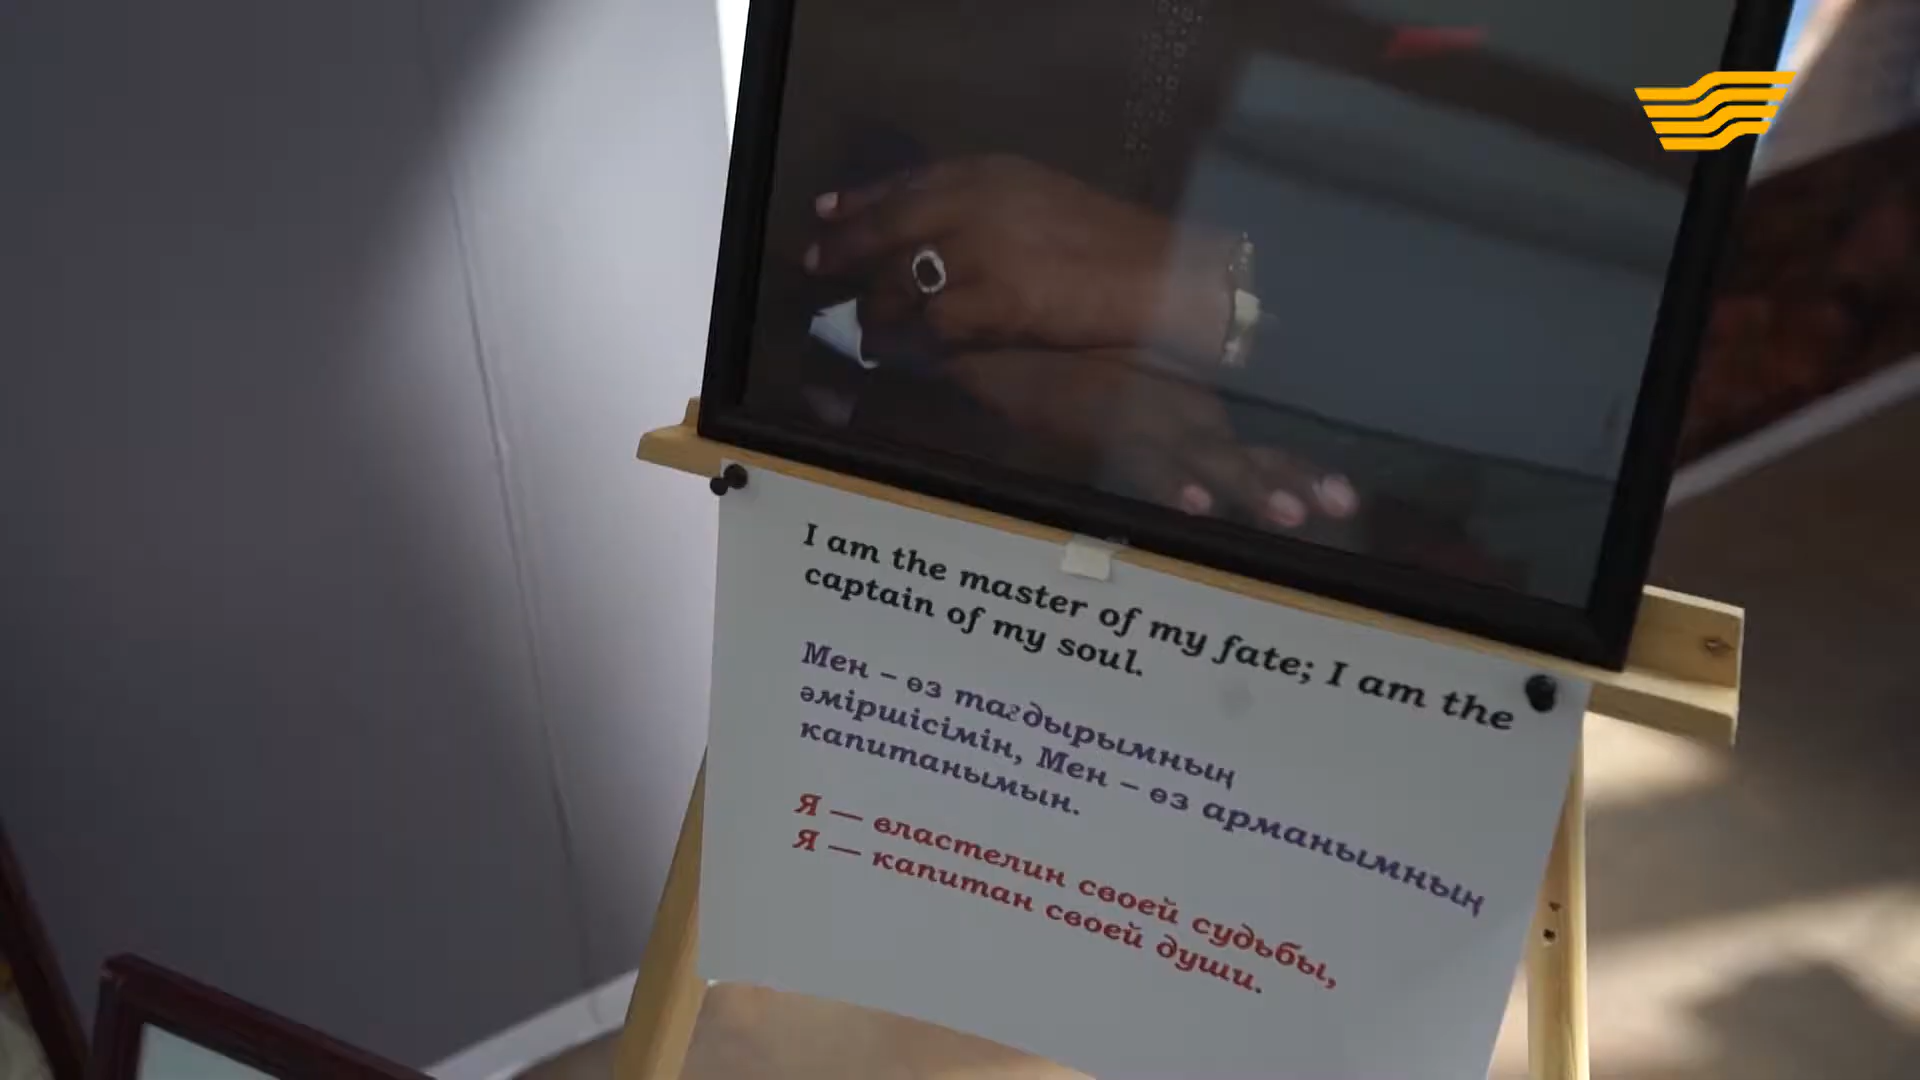 I am the master of my fate; I am the
captain of my soul.
Мен – өз тағдырымның
әміршісімін, Мен – өз арманымның
капитанымын.
Я — властелин своей судьбы,
Я — капитан своей души.